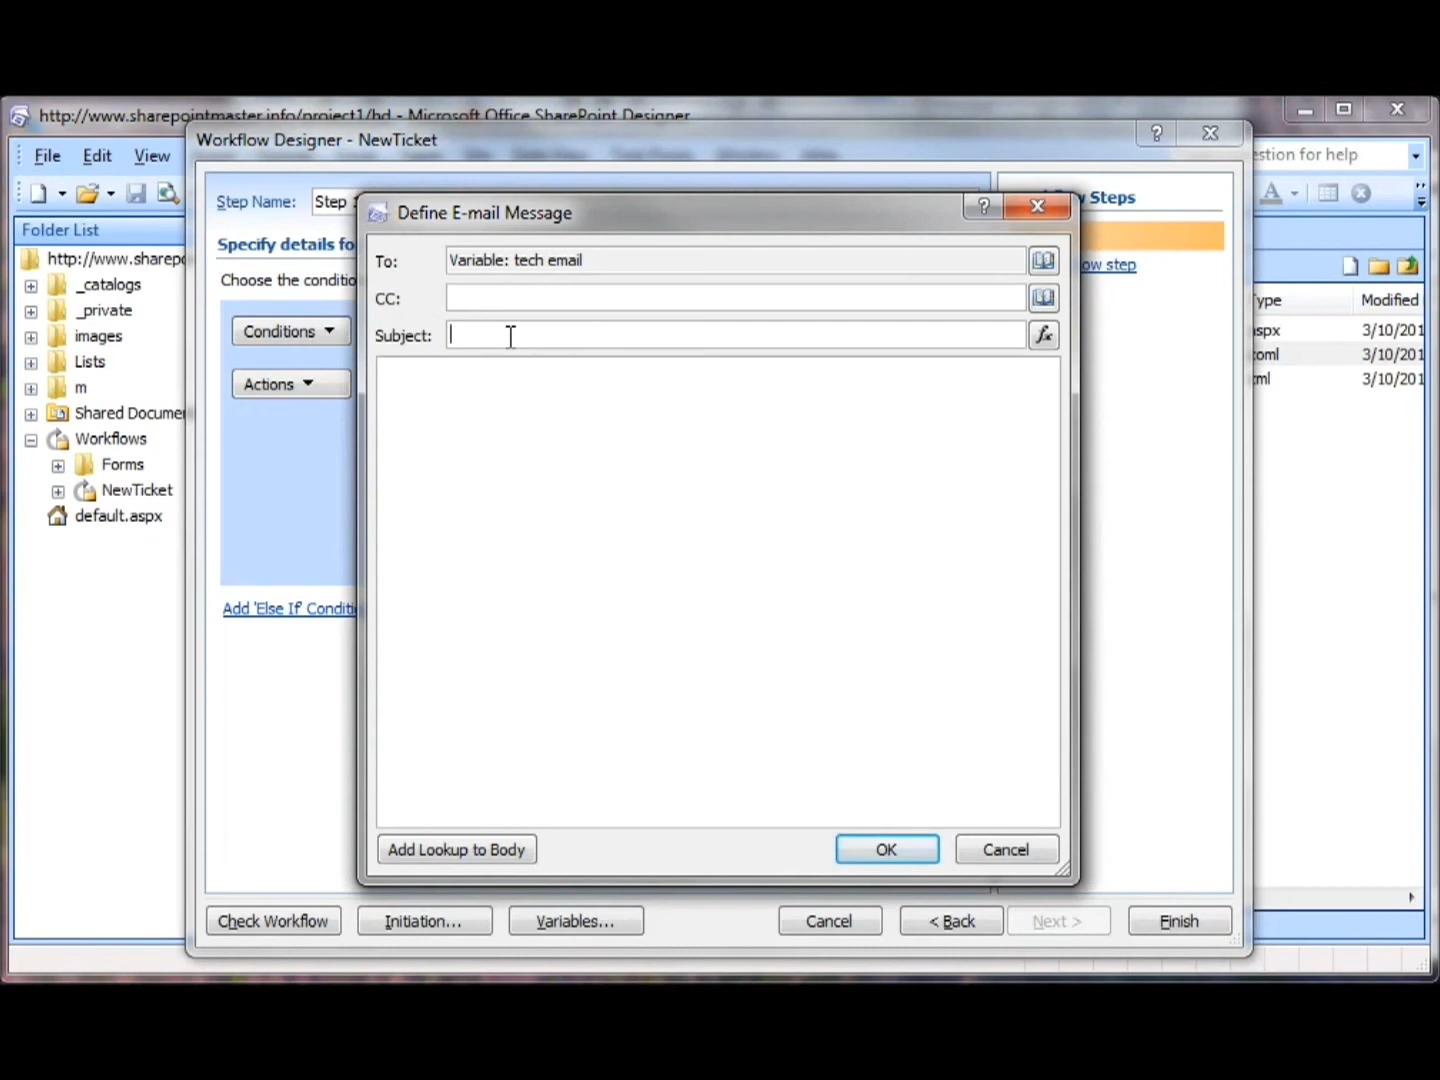 http://www.sharepointmaster.info/project1/hd - Microsoft Office SharePoint Designer
Workflow Designer - NewTicket
File Edit View
stion for help
Step Name: Step
w Steps
Define E-mail Message
Folder List
Specify details fo
To: Variable: tech email
http://www.sharep
ow step
_catalogs
Choose the conditio
CC:
ype Modified
_private
images
Conditions
Subject:
fx
aspx 3/10/201
Lists
xoml 3/10/201
m
Actions
ml 3/10/201
Shared Docume
Workflows
Forms
NewTicket
default.aspx
Add 'Else If' Conditi
Add Lookup to Body OK Cancel
Check Workflow Initiation... Variables... Cancel < Back Next > Finish